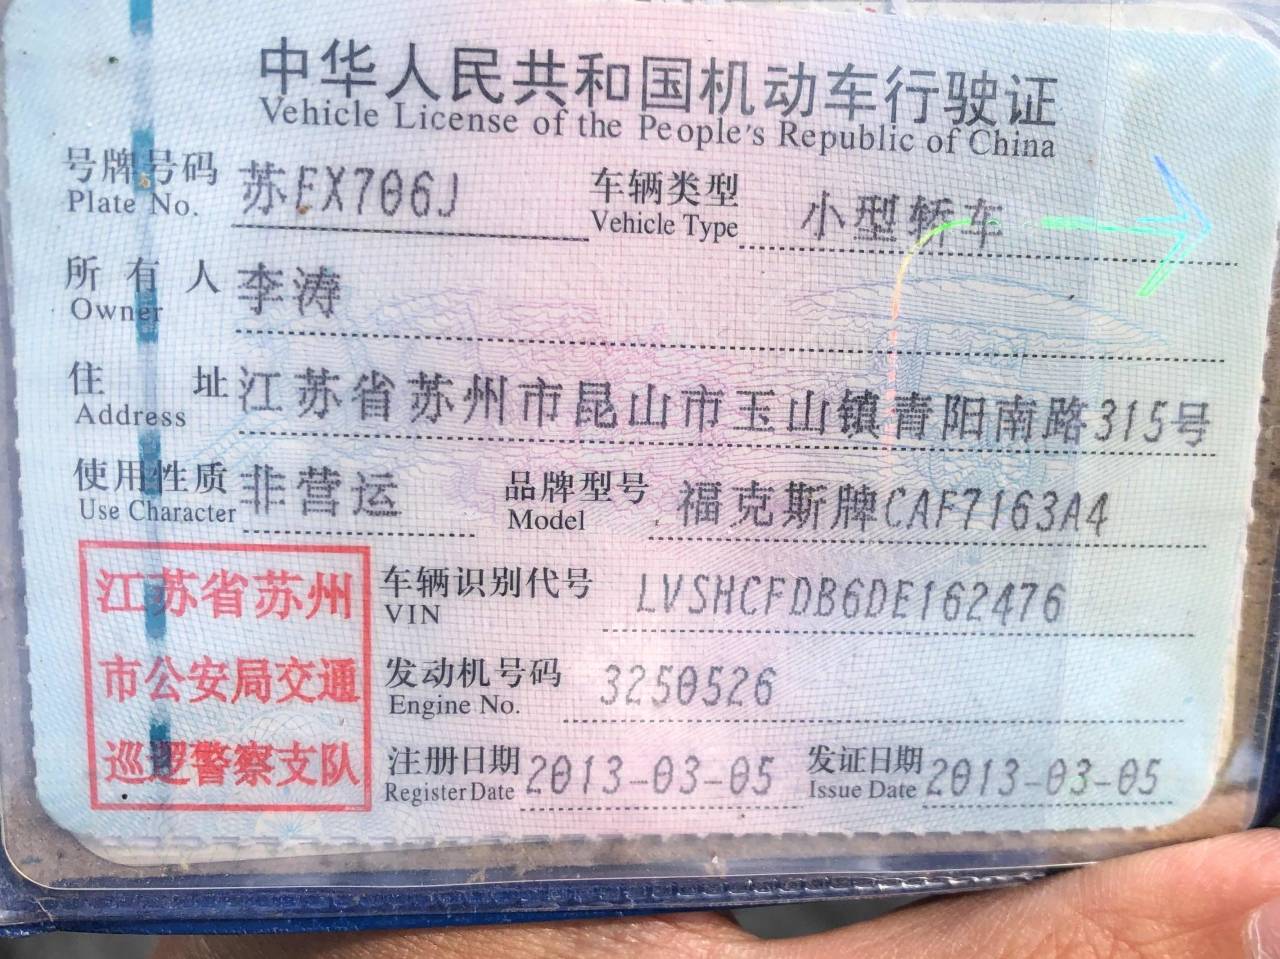 中华人民共和国机动车行驶证
Vehicle License of the People's Republic of China
号牌号码 苏EX706J 车辆类型 小型轿车
Plate No. Vehicle Type
所有人 李涛
Owner
住址 江苏省苏州市昆山市玉山镇青阳南路315号
Address
使用性质 非营运 品牌型号 福克斯牌CAF7163A4
Use Character Model
江苏省苏州
市公安局交通
巡逻警察支队
车辆识别代号 LVSHCFDB6DE162476
VIN
发动机号码 3250526
Engine No.
注册日期 2013-03-05 发证日期 2013-03-05
Register Date Issue Date